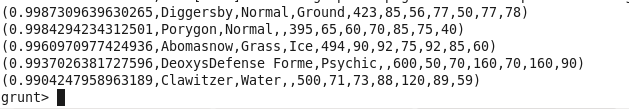 (0.9987309639630265,Diggersby,Normal,Ground,423,85,56,77,50,77,78)
(0.9984294234312501,Porygon,Normal,,395,65,60,70,85,75,40)
(0.9960970977424936,Abomasnow,Grass,Ice,494,90,92,75,92,85,60)
(0.9937026381727596,DeoxysDefense Forme,Psychic,,600,50,70,160,70,160,90)
(0.9904247958963189,Clawitzer,Water,,500,71,73,88,120,89,59)
grunt>